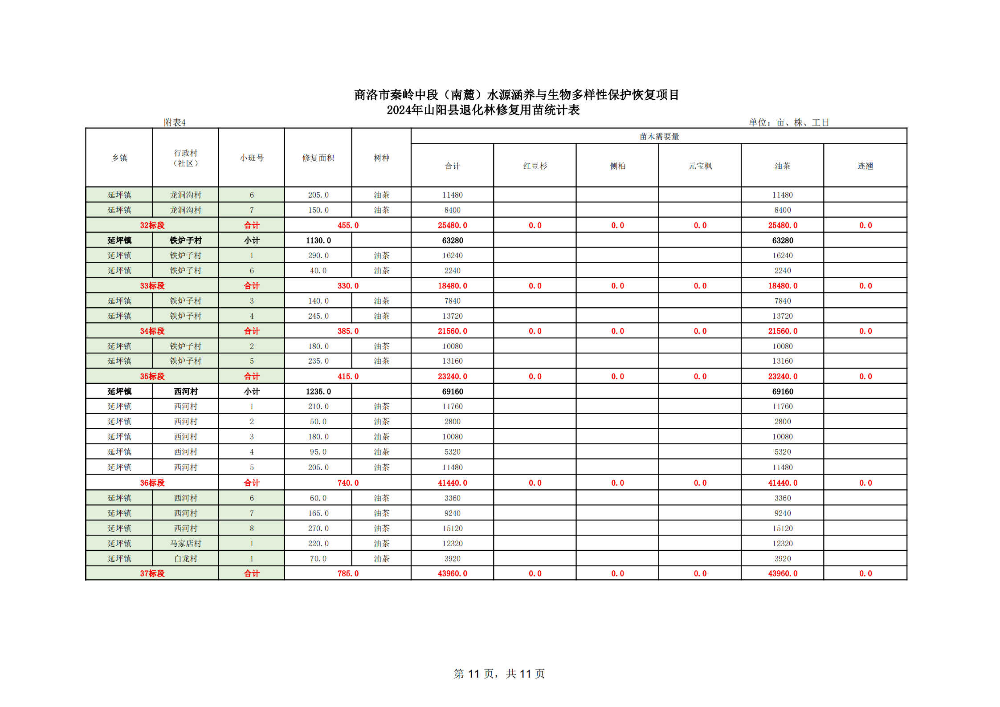 商洛市秦岭中段（南麓）水源涵养与生物多样性保护恢复项目
2024年山阳县退化林修复用苗统计表
附表4 单位：亩、株、工日
乡镇 行政村（社区） 小班号 修复面积 树种 苗木需要量
合计 红豆杉 侧柏 元宝枫 油茶 连翘
延坪镇 龙洞沟村 6 205.0 油茶 11480 11480
延坪镇 龙洞沟村 7 150.0 油茶 8400 8400
32标段 合计 455.0 25480.0 0.0 0.0 0.0 25480.0 0.0
延坪镇 铁炉子村 小计 1130.0 63280 63280
延坪镇 铁炉子村 1 290.0 油茶 16240 16240
延坪镇 铁炉子村 6 40.0 油茶 2240 2240
33标段 合计 330.0 18480.0 0.0 0.0 0.0 18480.0 0.0
延坪镇 铁炉子村 3 140.0 油茶 7840 7840
延坪镇 铁炉子村 4 245.0 油茶 13720 13720
34标段 合计 385.0 21560.0 0.0 0.0 0.0 21560.0 0.0
延坪镇 铁炉子村 2 180.0 油茶 10080 10080
延坪镇 铁炉子村 5 235.0 油茶 13160 13160
35标段 合计 415.0 23240.0 0.0 0.0 0.0 23240.0 0.0
延坪镇 西河村 小计 1235.0 69160 69160
延坪镇 西河村 1 210.0 油茶 11760 11760
延坪镇 西河村 2 50.0 油茶 2800 2800
延坪镇 西河村 3 180.0 油茶 10080 10080
延坪镇 西河村 4 95.0 油茶 5320 5320
延坪镇 西河村 5 205.0 油茶 11480 11480
36标段 合计 740.0 41440.0 0.0 0.0 0.0 41440.0 0.0
延坪镇 西河村 6 60.0 油茶 3360 3360
延坪镇 西河村 7 165.0 油茶 9240 9240
延坪镇 西河村 8 270.0 油茶 15120 15120
延坪镇 马家店村 1 220.0 油茶 12320 12320
延坪镇 白龙村 1 70.0 油茶 3920 3920
37标段 合计 785.0 43960.0 0.0 0.0 0.0 43960.0 0.0
第 11 页，共 11 页